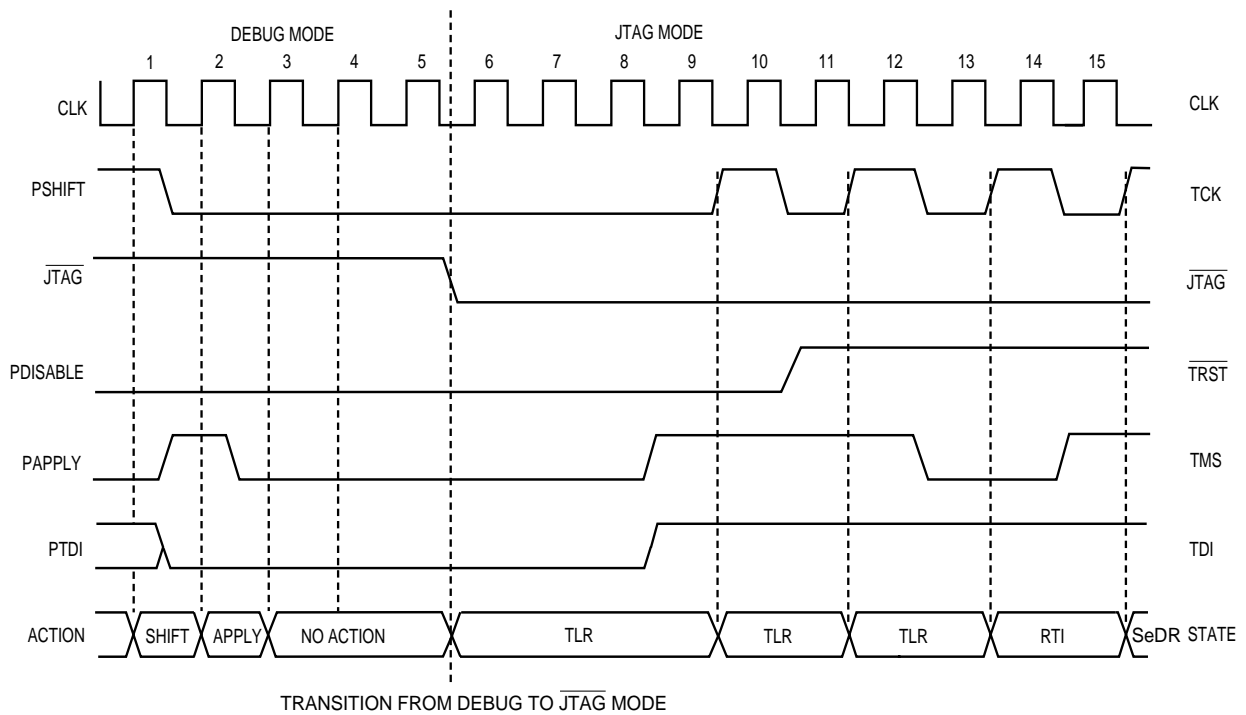 DEBUG MODE JTAG MODE
1 2 3 4 5 6 7 8 9 10 11 12 13 14 15
CLK CLK
PSHIFT TCK
JTAG JTAG
PDISABLE TRST
PAPPLY TMS
PTDI TDI
ACTION SHIFT APPLY NO ACTION TLR TLR TLR RTI SeDR STATE
TRANSITION FROM DEBUG TO JTAG MODE